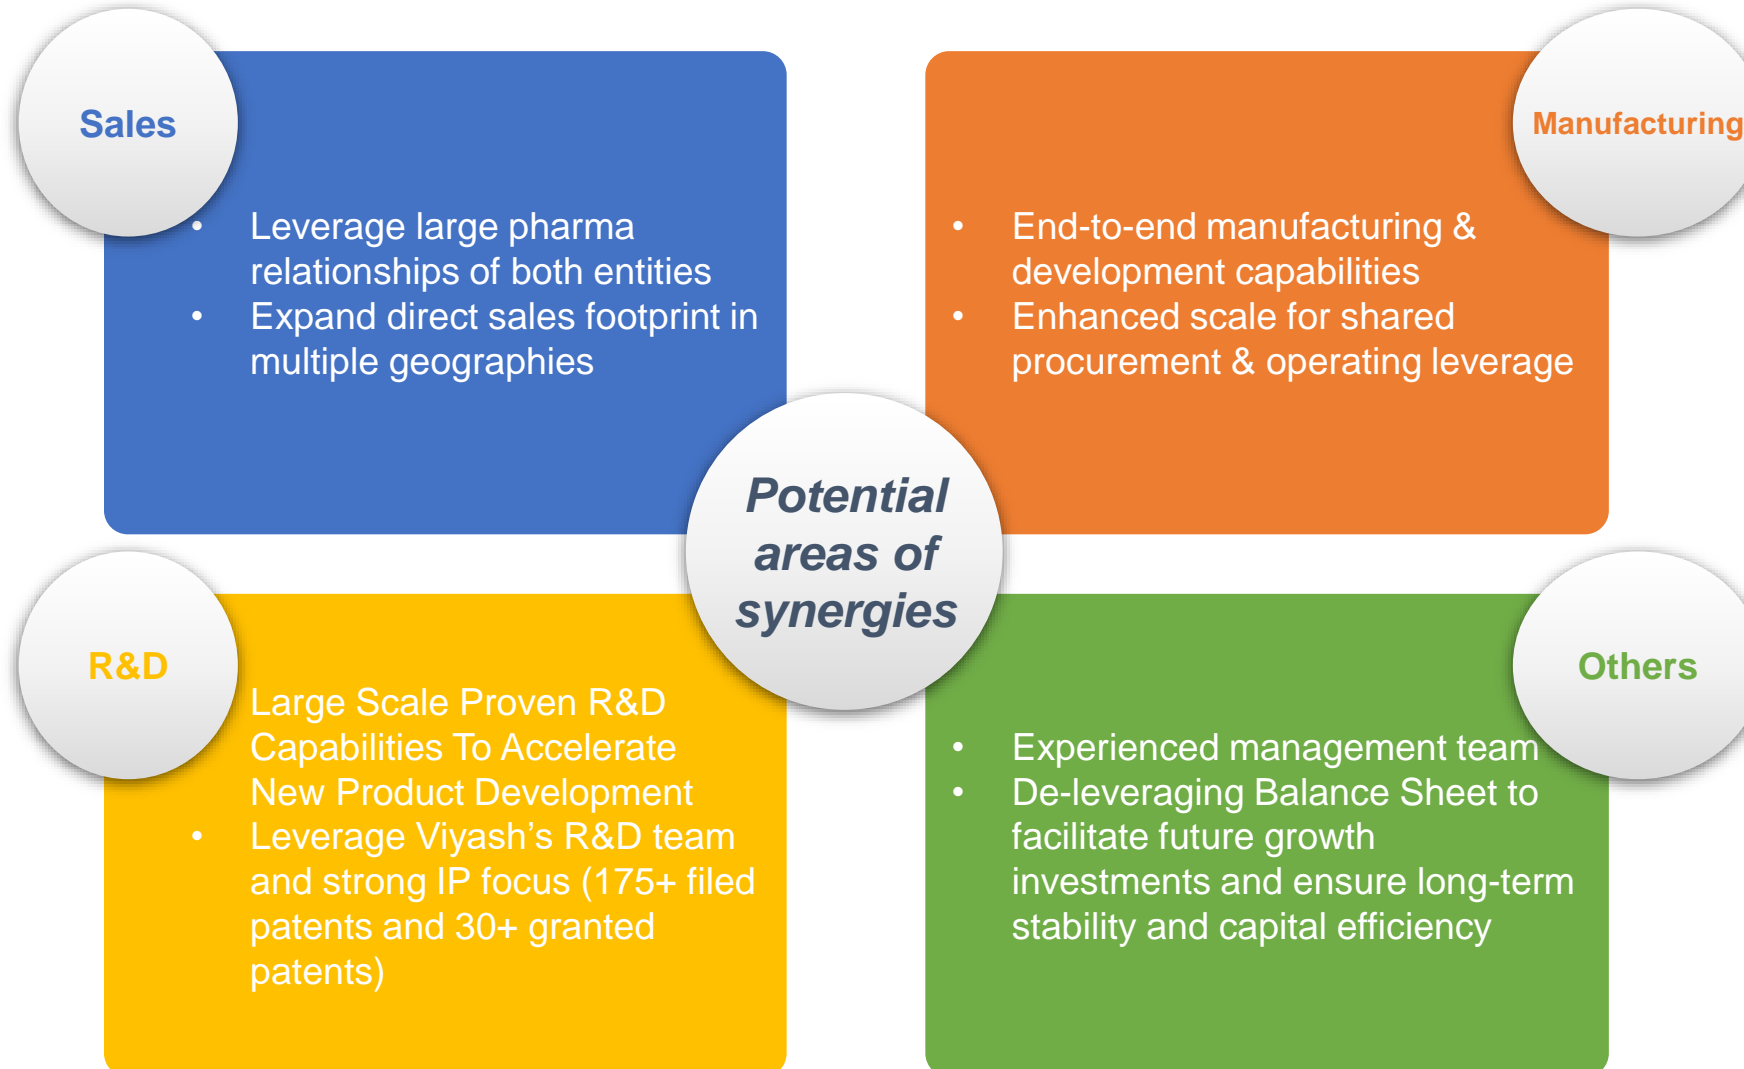 Sales
• Leverage large pharma
relationships of both entities
• Expand direct sales footprint in
multiple geographies
Manufacturing
• End-to-end manufacturing &
development capabilities
• Enhanced scale for shared
procurement & operating leverage
Potential
areas of
synergies
R&D
Large Scale Proven R&D
Capabilities To Accelerate
New Product Development
• Leverage Viyash’s R&D team
and strong IP focus (175+ filed
patents and 30+ granted
patents)
Others
• Experienced management team
• De-leveraging Balance Sheet to
facilitate future growth
investments and ensure long-term
stability and capital efficiency